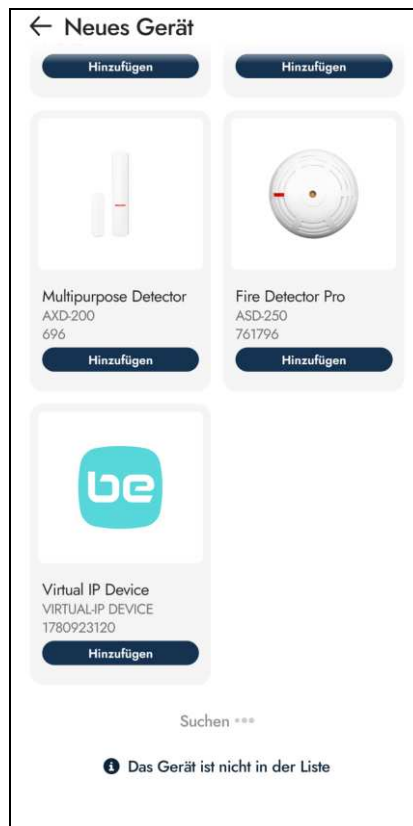 ← Neues Gerät
Hinzufügen Hinzufügen
Multipurpose Detector
AXD-200
696
Hinzufügen
Fire Detector Pro
ASD-250
761796
Hinzufügen
be
Virtual IP Device
VIRTUAL-IP DEVICE
1780923120
Hinzufügen
Suchen •••
Das Gerät ist nicht in der Liste